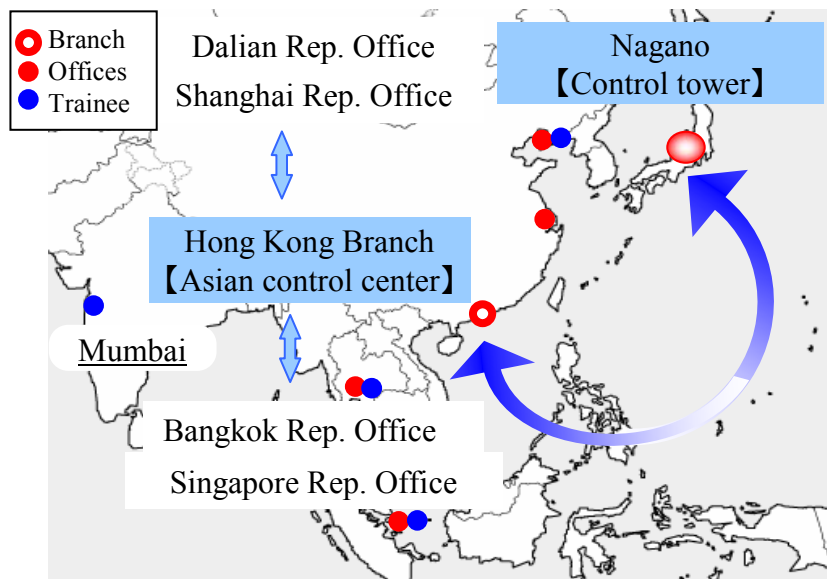 Branch
Offices
Trainee
Dalian Rep. Office
Shanghai Rep. Office
Nagano
【Control tower】
Hong Kong Branch
【Asian control center】
Mumbai
Bangkok Rep. Office
Singapore Rep. Office